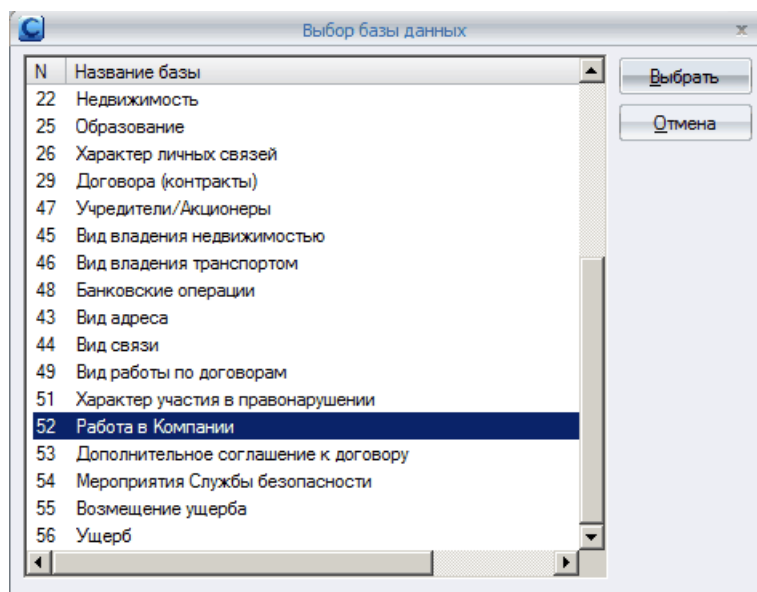 Выбор базы данных
N Название базы
22 Недвижимость
25 Образование
26 Характер личных связей
29 Договора (контракты)
47 Учредители/Акционеры
45 Вид владения недвижимостью
46 Вид владения транспортом
48 Банковские операции
43 Вид адреса
44 Вид связи
49 Вид работы по договорам
51 Характер участия в правонарушении
52 Работа в Компании
53 Дополнительное соглашение к договору
54 Мероприятия Службы безопасности
55 Возмещение ущерба
56 Ущерб
Выбрать
Отмена